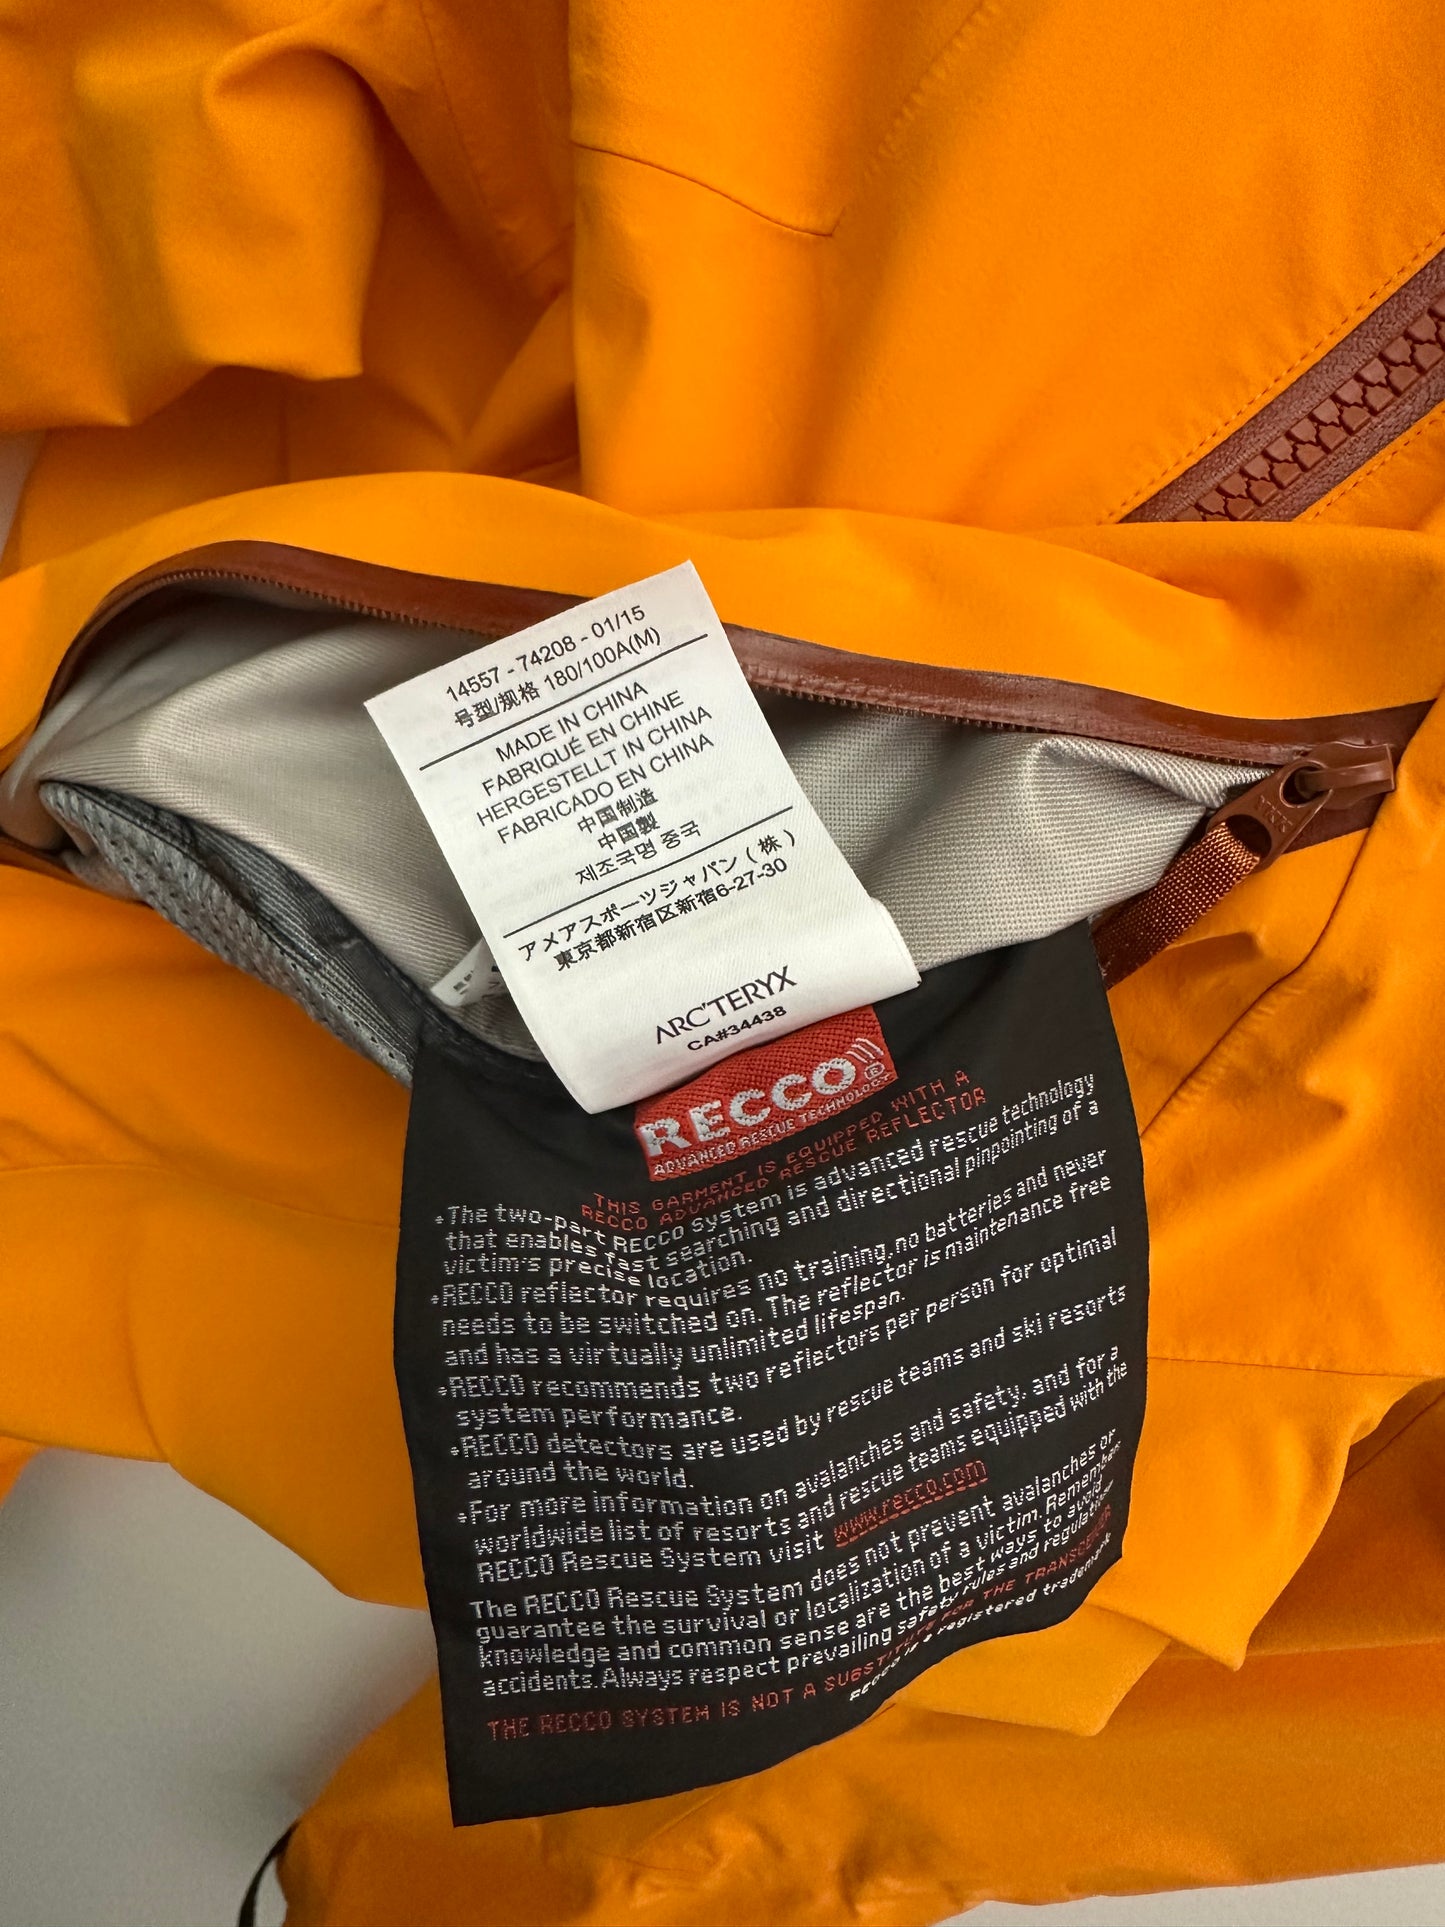 14557 - 74208 - 01/15
号型/规格 180/100A(M)
MADE IN CHINA
FABRIQUÉ EN CHINE
HERGESTELLT IN CHINA
FABRICADO EN CHINA
中国制造
中国製
제조국명 중국
アメアスポーツジャパン（株）
東京都新宿区新宿6-27-30
ARC'TERYX
CA#34438
YKK
RECCO®
ADVANCED RESCUE TECHNOLOGY
THIS GARMENT IS EQUIPPED WITH A
RECCO ADVANCED RESCUE REFLECTOR
•The two-part RECCO System is advanced rescue technology
that enables fast searching and directional pinpointing of a
victim's precise location.
•RECCO reflector requires no training, no batteries and never
needs to be switched on. The reflector is maintenance free
and has a virtually unlimited lifespan.
•RECCO recommends two reflectors per person for optimal
system performance.
•RECCO detectors are used by rescue teams and ski resorts
around the world.
•For more information on avalanches and safety, and for a
worldwide list of resorts and rescue teams equipped with the
RECCO Rescue System visit www.recco.com
The RECCO Rescue System does not prevent avalanches or
guarantee the survival or localization of a victim. Remember
knowledge and common sense are the best ways to avoid
accidents. Always respect prevailing safety rules and regulations
THE RECCO SYSTEM IS NOT A SUBSTITUTE FOR THE TRANSCEIVER
RECCO is a registered trademark